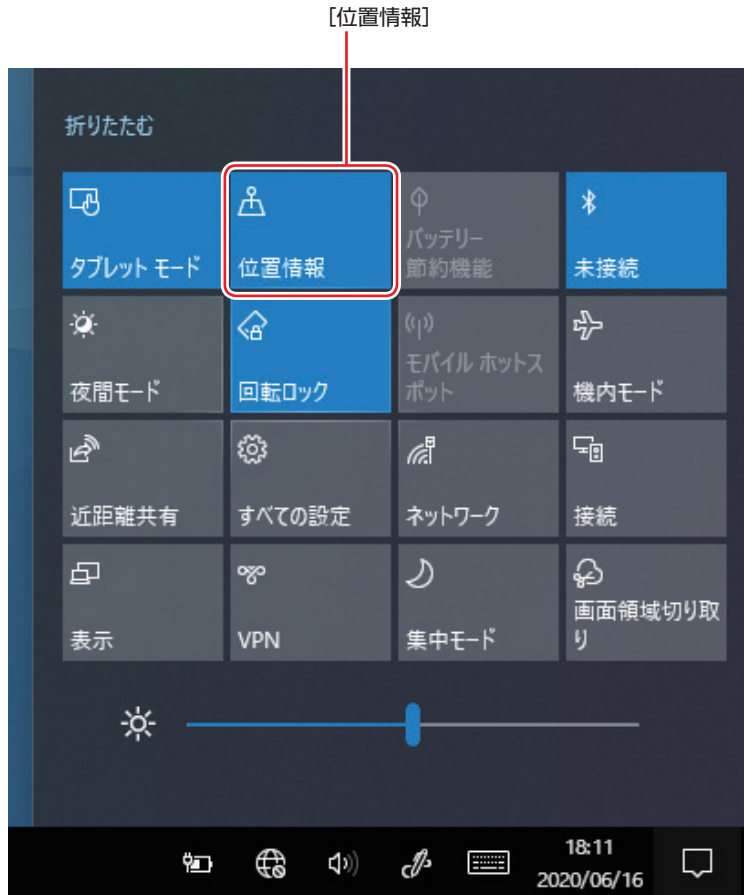 [位置情報]
折りたたむ
タブレット モード
位置情報
バッテリー
節約機能
未接続
夜間モード
回転ロック
モバイル ホットス
ポット
機内モード
近距離共有
すべての設定
ネットワーク
接続
表示
VPN
集中モード
画面領域切り取
り
18:11
2020/06/16